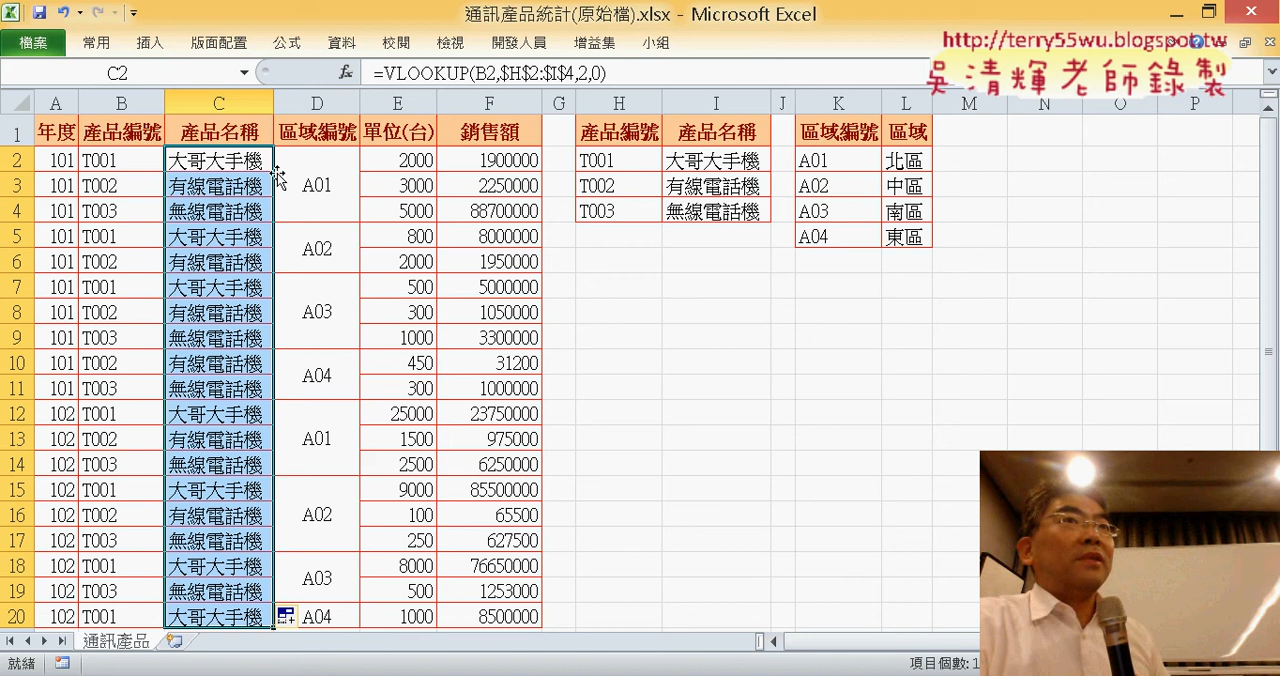 通訊產品統計(原始檔).xlsx - Microsoft Excel
檔案 常用 插入 版面配置 公式 資料 校閱 檢視 開發人員 增益集 小組
http://terry55wu.blogspot.tw
吳清輝老師錄製
C2 fx =VLOOKUP(B2,$H$2:$I$4,2,0)
A B C D E F G H I J K L M N O P
1 年度 產品編號 產品名稱 區域編號 單位(台) 銷售額 產品編號 產品名稱 區域編號 區域
2 101 T001 大哥大手機 2000 1900000 T001 大哥大手機 A01 北區
3 101 T002 有線電話機 A01 3000 2250000 T002 有線電話機 A02 中區
4 101 T003 無線電話機 5000 88700000 T003 無線電話機 A03 南區
5 101 T001 大哥大手機 A02 800 8000000 A04 東區
6 101 T002 有線電話機 2000 1950000
7 101 T001 大哥大手機 500 5000000
8 101 T002 有線電話機 A03 300 1050000
9 101 T003 無線電話機 1000 3300000
10 101 T002 有線電話機 A04 450 31200
11 101 T003 無線電話機 300 1000000
12 102 T001 大哥大手機 25000 23750000
13 102 T002 有線電話機 A01 1500 975000
14 102 T003 無線電話機 2500 6250000
15 102 T001 大哥大手機 9000 85500000
16 102 T002 有線電話機 A02 100 65500
17 102 T003 無線電話機 250 627500
18 102 T001 大哥大手機 A03 8000 76650000
19 102 T003 無線電話機 500 1253000
20 102 T001 大哥大手機 A04 1000 8500000
通訊產品
就緒 項目個數: 1